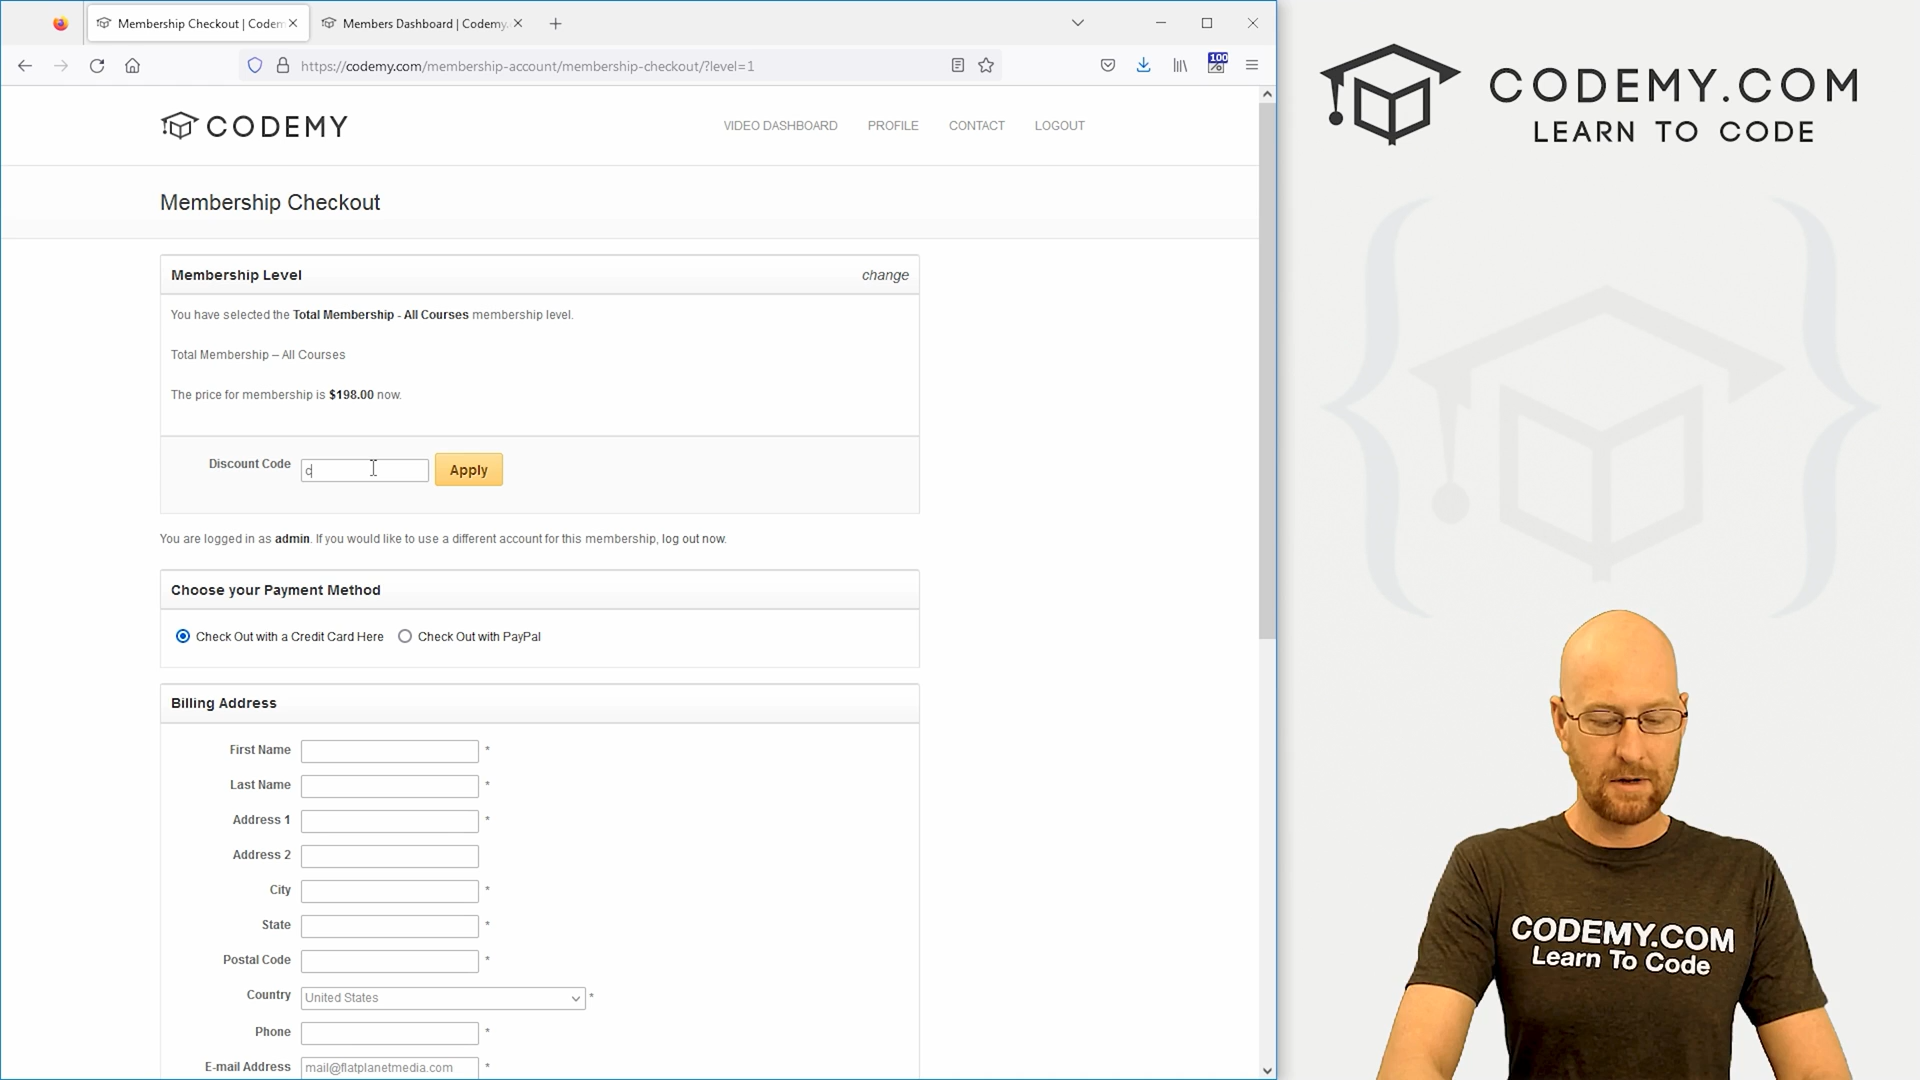 Membership Checkout | Codem
Members Dashboard | Codemy.
https://codemy.com/membership-account/membership-checkout/?level=1
100
CODEMY
VIDEO DASHBOARD
PROFILE
CONTACT
LOGOUT
Membership Checkout
Membership Level
change
You have selected the Total Membership - All Courses membership level.
Total Membership – All Courses
The price for membership is $198.00 now.
Discount Code
c
Apply
You are logged in as admin. If you would like to use a different account for this membership, log out now.
Choose your Payment Method
Check Out with a Credit Card Here
Check Out with PayPal
Billing Address
First Name *
Last Name *
Address 1 *
Address 2
City *
State *
Postal Code *
Country United States *
Phone *
E-mail Address mail@flatplanetmedia.com *
CODEMY.COM
LEARN TO CODE
CODEMY.COM
Learn To Code